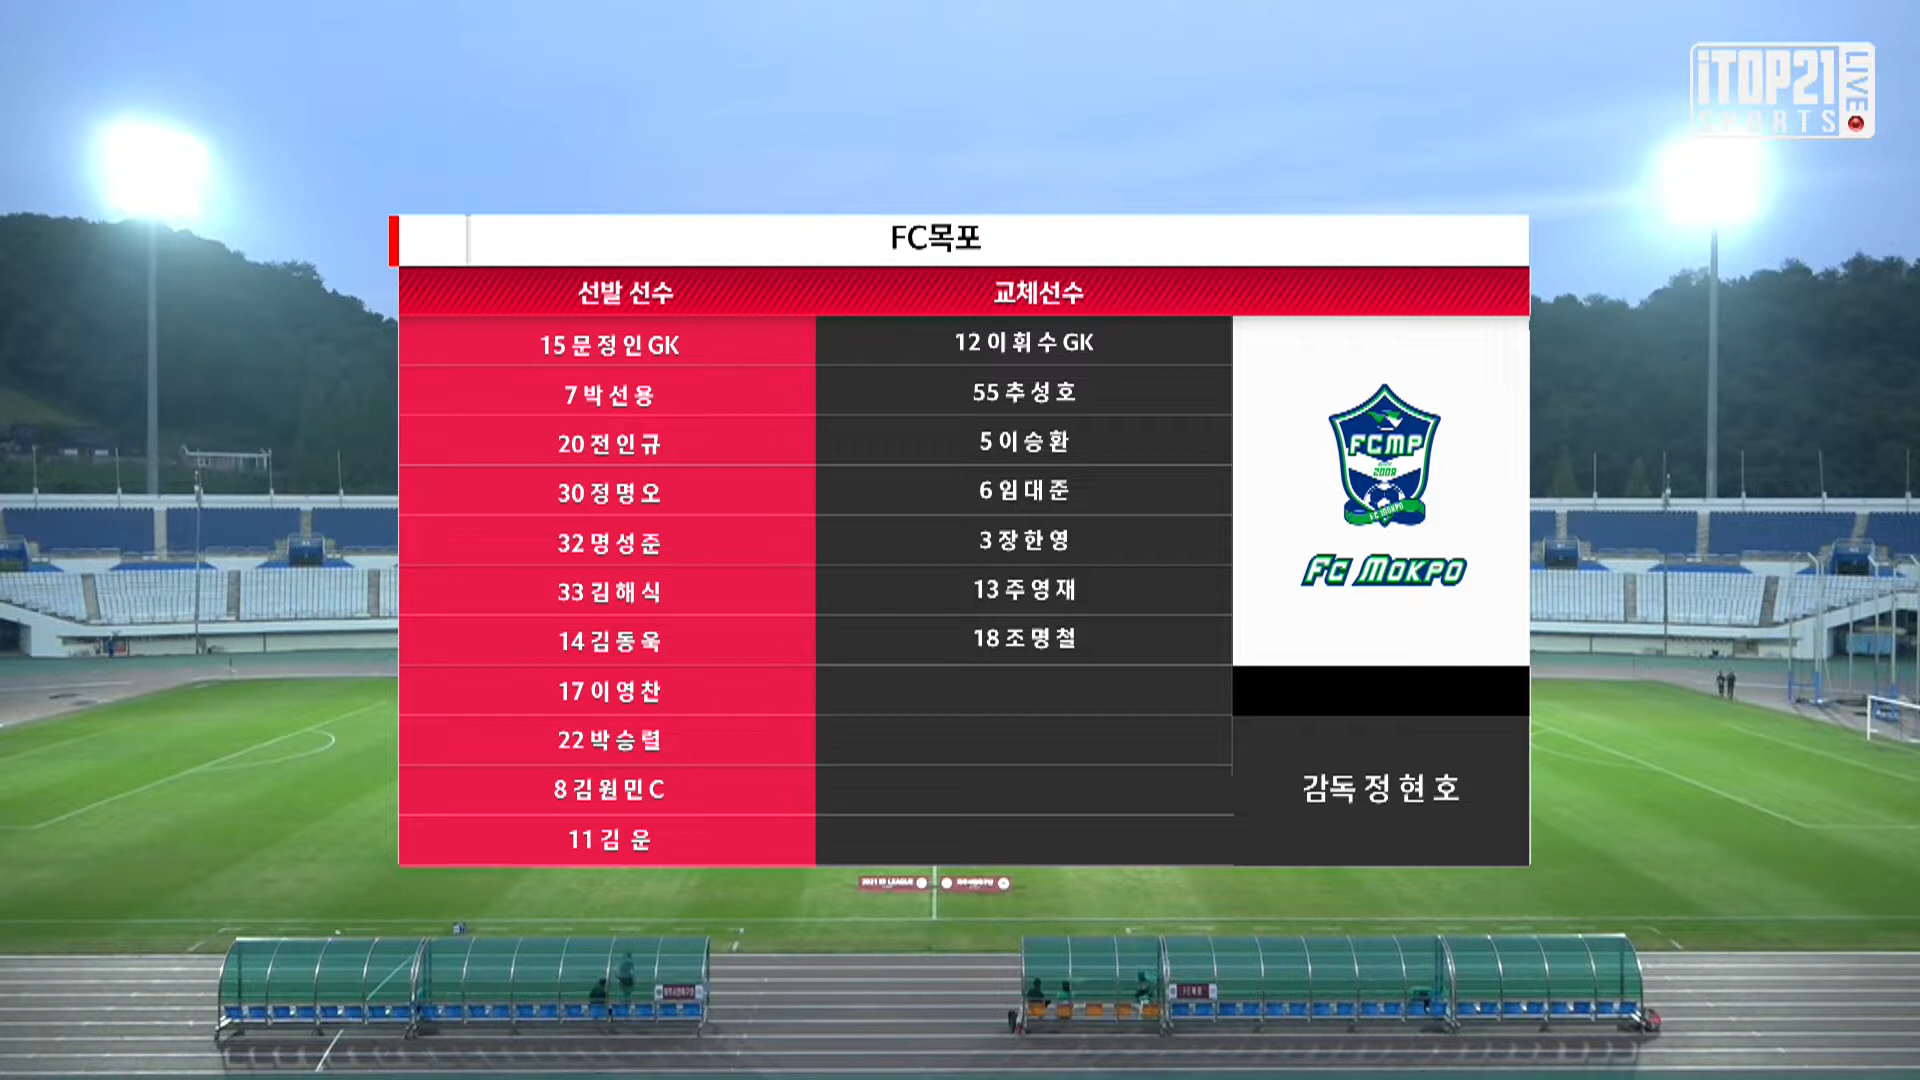 iTOP21
SPORTS
LIVE
FC목포
선발 선수
교체선수
15 문 정 인 GK
7 박 선 용
20 전 인 규
30 정 명 오
32 명 성 준
33 김 해 식
14 김 동 욱
17 이 영 찬
22 박 승 렬
8 김 원 민 C
11 김 운
12 이 휘 수 GK
55 추 성 호
5 이 승 환
6 임 대 준
3 장 한 영
13 주 영 재
18 조 명 철
FCMP
2009
FC MOKPO
FC MOKPO
감독 정 현 호
2021 K3 LEAGUE